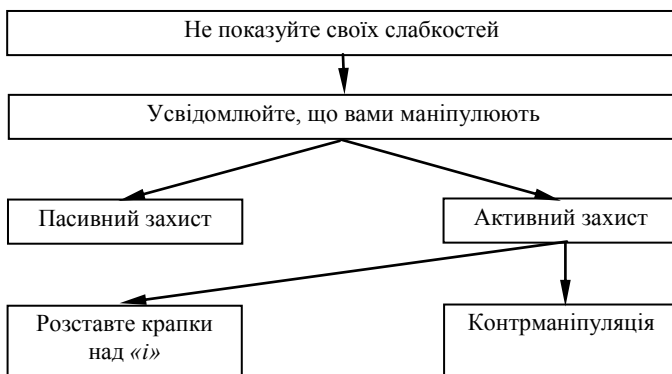 Не показуйте своїх слабкостей
Усвідомлюйте, що вами маніпулюють
Пасивний захист
Активний захист
Розставте крапки
над «і»
Контрманіпуляція